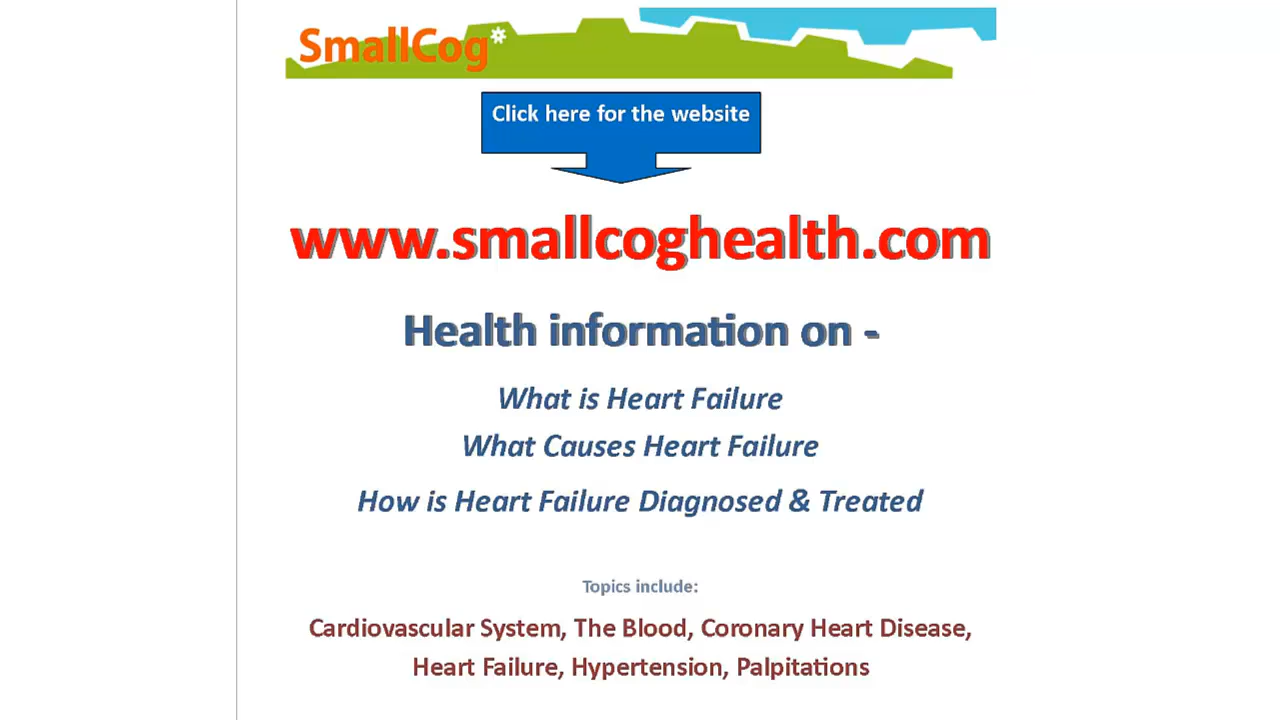 SmallCog
Click here for the website
www.smallcoghealth.com
Health information on -
What is Heart Failure
What Causes Heart Failure
How is Heart Failure Diagnosed & Treated
Topics include:
Cardiovascular System, The Blood, Coronary Heart Disease,
Heart Failure, Hypertension, Palpitations